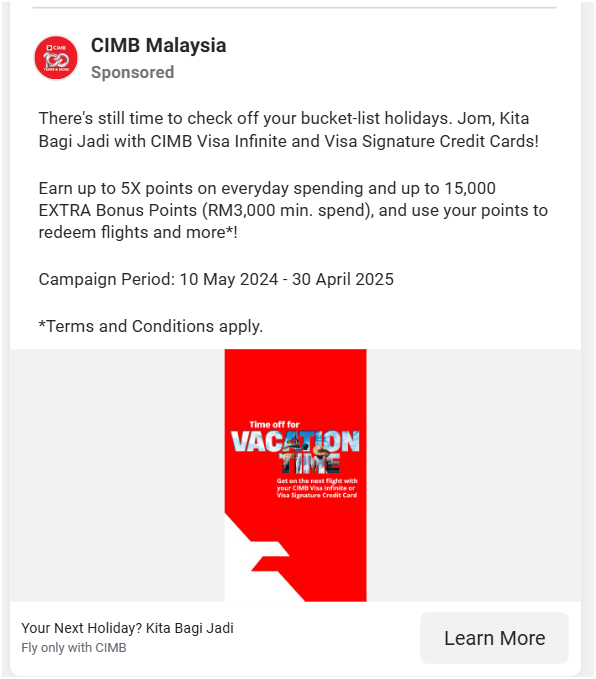 CIMB
100
YEARS & MORE
CIMB Malaysia
Sponsored
There's still time to check off your bucket-list holidays. Jom, Kita
Bagi Jadi with CIMB Visa Infinite and Visa Signature Credit Cards!
Earn up to 5X points on everyday spending and up to 15,000
EXTRA Bonus Points (RM3,000 min. spend), and use your points to
redeem flights and more*!
Campaign Period: 10 May 2024 - 30 April 2025
*Terms and Conditions apply.
Time off for
VACATION
TIME
Get on the next flight with
your CIMB Visa Infinite or
Visa Signature Credit Card
Your Next Holiday? Kita Bagi Jadi
Fly only with CIMB
Learn More